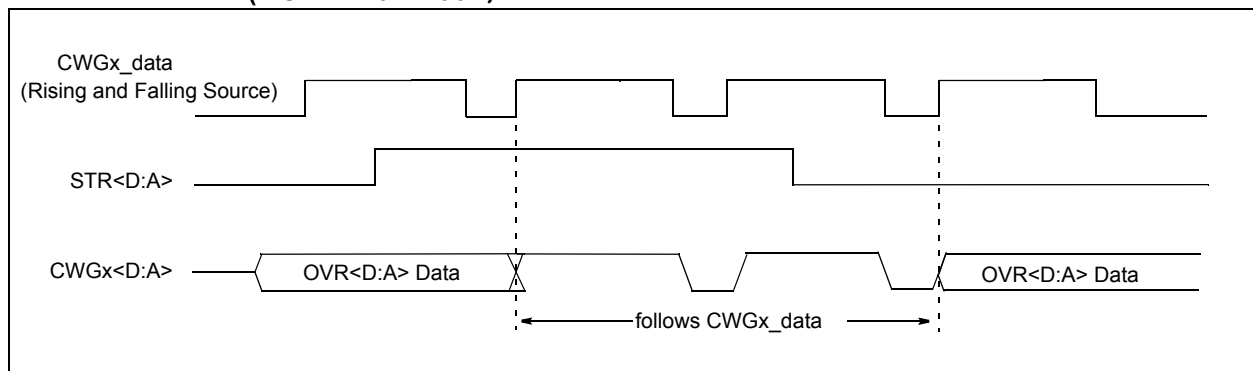 CWGx_data
(Rising and Falling Source)
STR<D:A>
CWGx<D:A>
OVR<D:A> Data
OVR<D:A> Data
follows CWGx_data